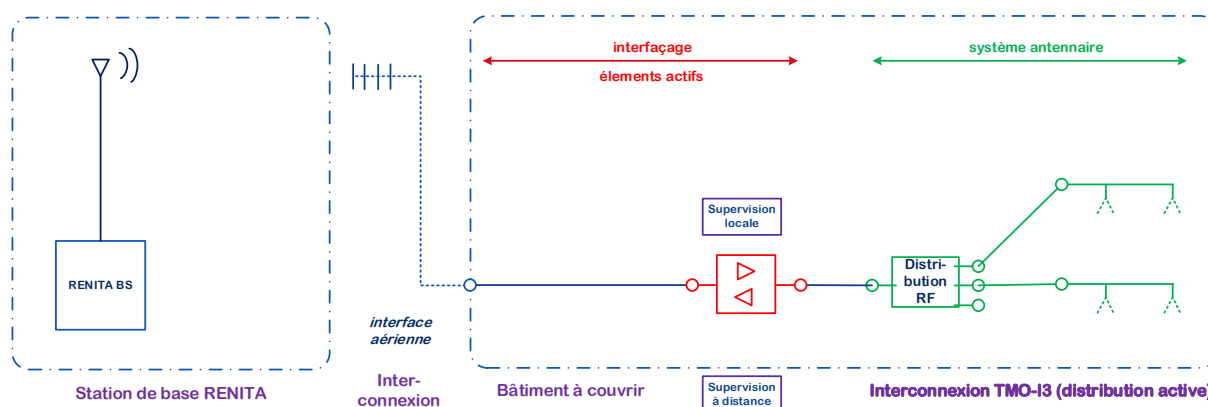 interfaçage
élements actifs
système antennaire
Supervision
locale
RENITA BS
Distri-
bution
RF
interface
aérienne
Station de base RENITA
Inter-
connexion
Bâtiment à couvrir
Supervision
à distance
Interconnexion TMO-I3 (distribution active)